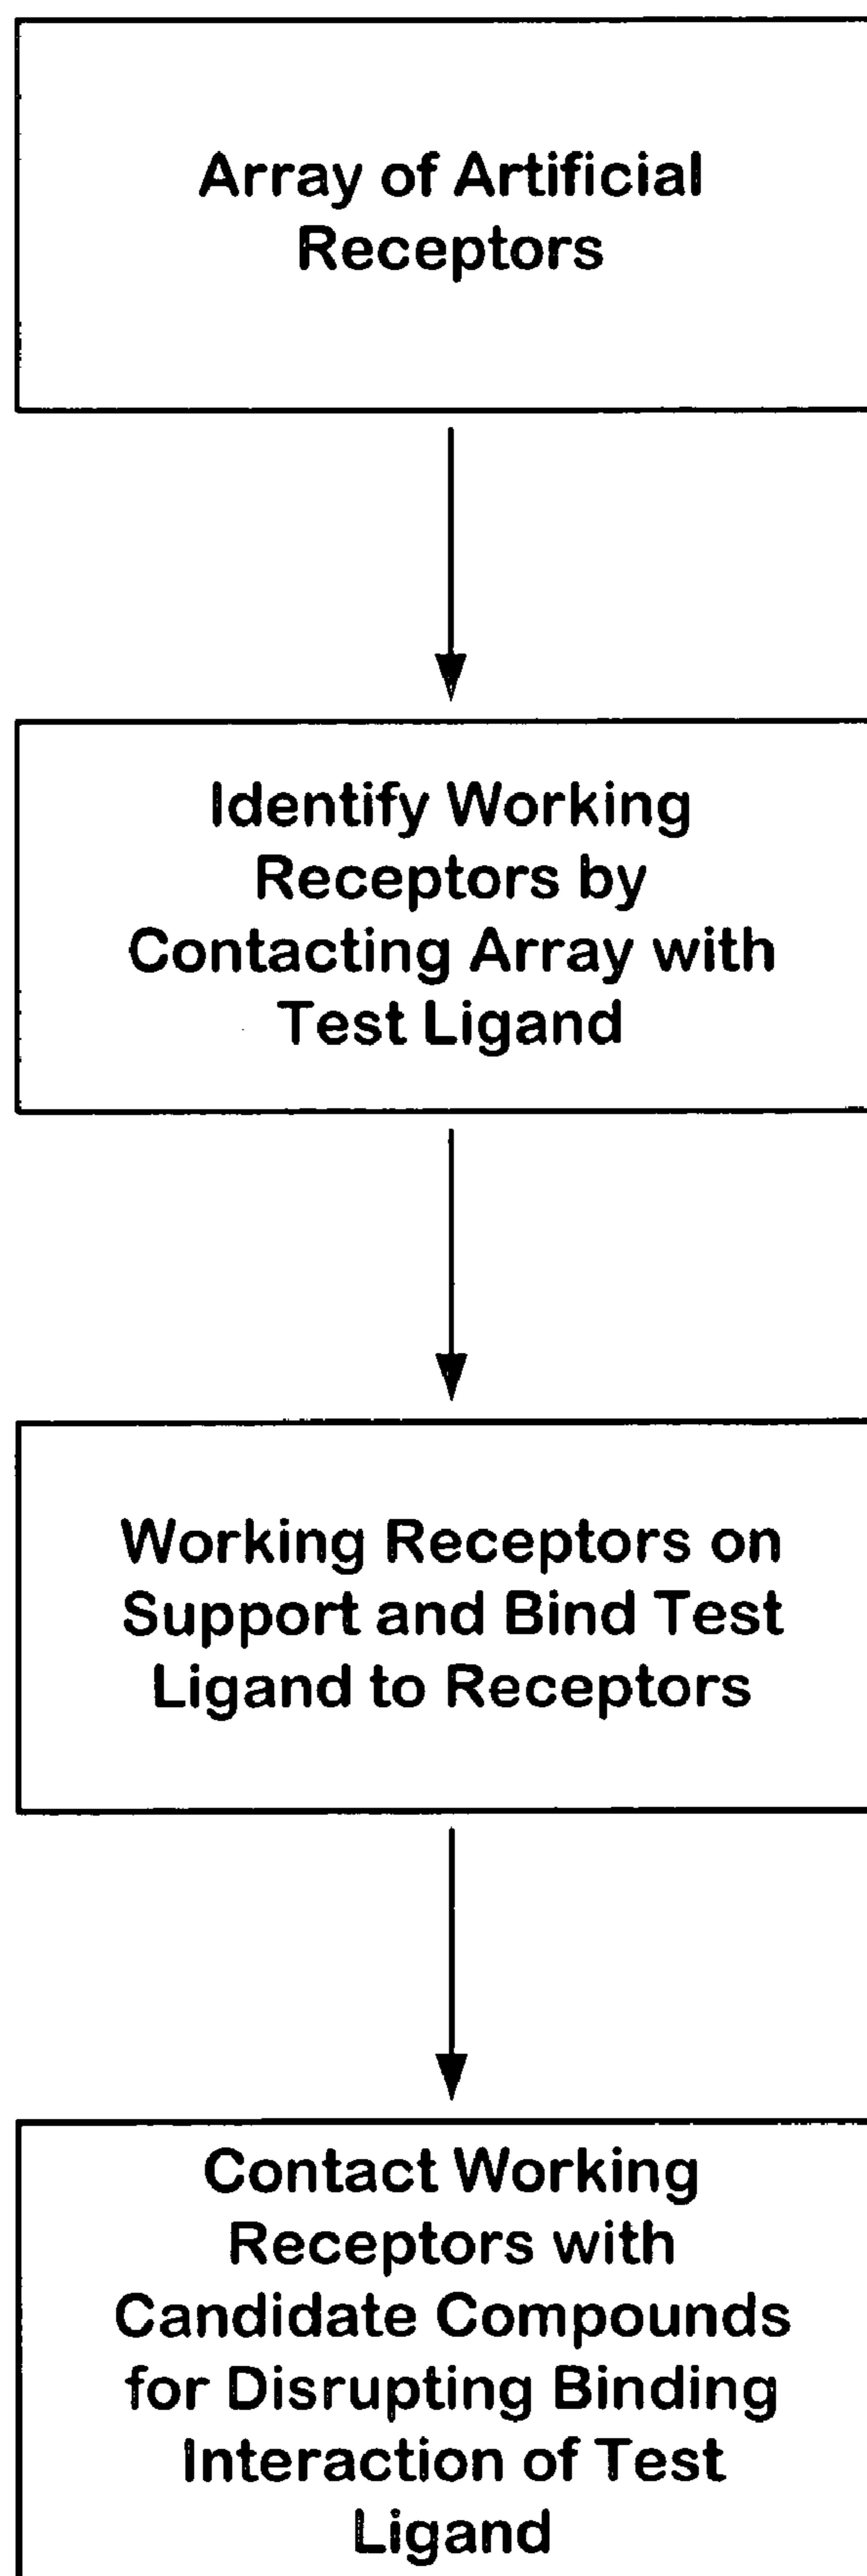 Array of Artificial
Receptors
Identify Working
Receptors by
Contacting Array with
Test Ligand
Working Receptors on
Support and Bind Test
Ligand to Receptors
Contact Working
Receptors with
Candidate Compounds
for Disrupting Binding
Interaction of Test
Ligand